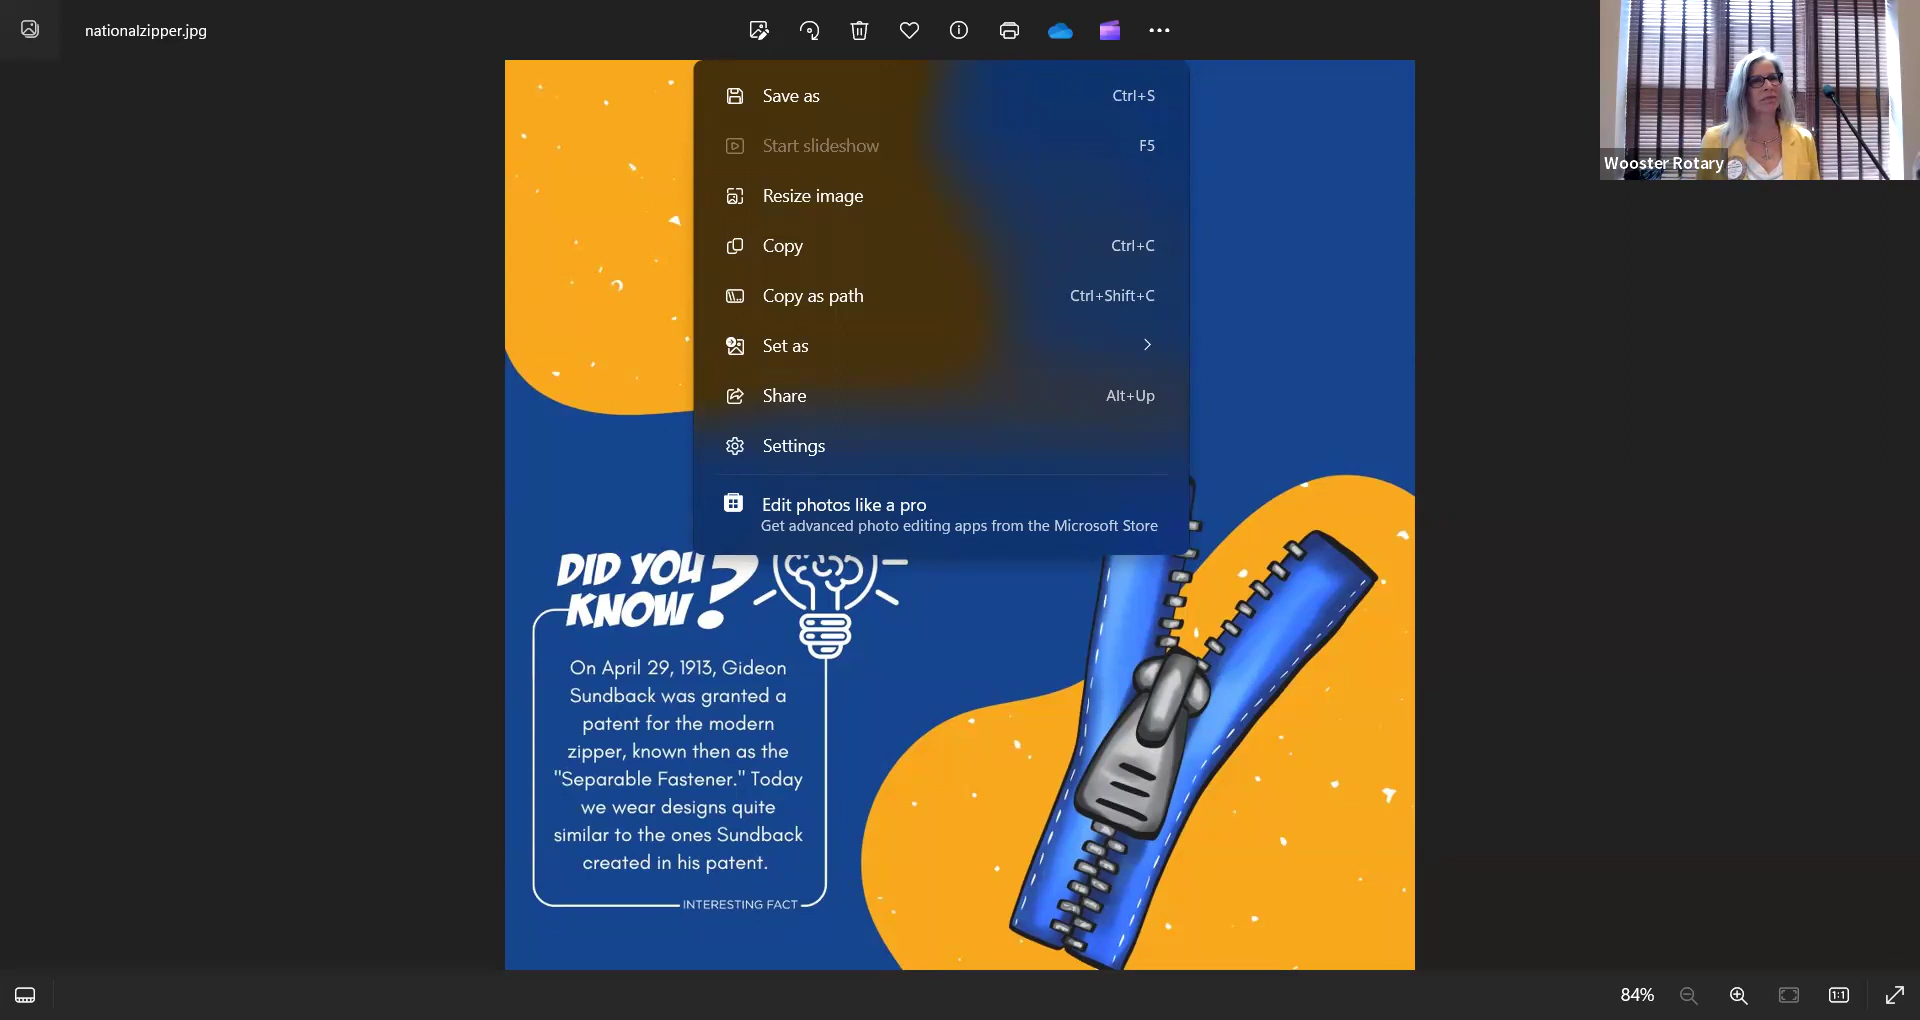 nationalzipper.jpg
Wooster Rotary
Save as Ctrl+S
Start slideshow F5
Resize image
Copy Ctrl+C
Copy as path Ctrl+Shift+C
Set as
Share Alt+Up
Settings
Edit photos like a pro
Get advanced photo editing apps from the Microsoft Store
DID YOU
KNOW?
On April 29, 1913, Gideon
Sundback was granted a
patent for the modern
zipper, known then as the
"Separable Fastener." Today
we wear designs quite
similar to the ones Sundback
created in his patent.
INTERESTING FACT
84%
1:1